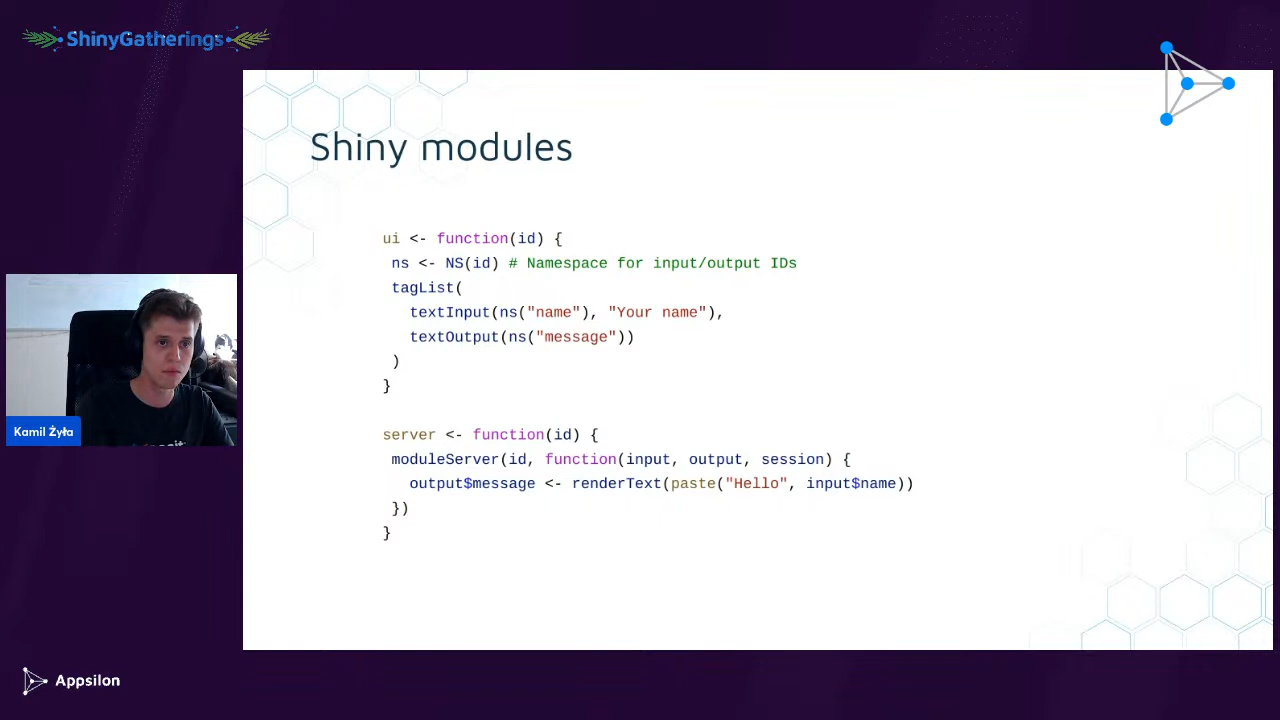 ShinyGatherings
Shiny modules
ui <- function(id) {
 ns <- NS(id) # Namespace for input/output IDs
 tagList(
   textInput(ns("name"), "Your name"),
   textOutput(ns("message"))
 )
}
server <- function(id) {
 moduleServer(id, function(input, output, session) {
   output$message <- renderText(paste("Hello", input$name))
 })
}
Kamil Żyła
Appsilon